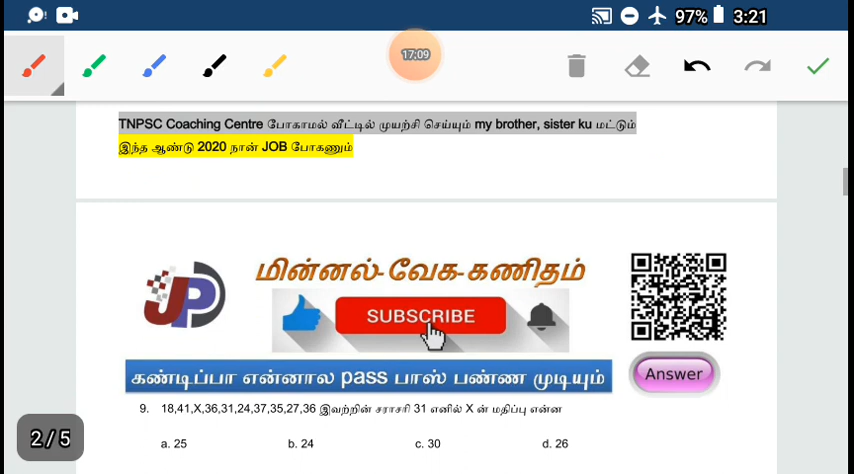 97% 3:21
17:09
TNPSC Coaching Centre போகாமல் வீட்டில் முயற்சி செய்யும் my brother, sister ku மட்டும்
இந்த ஆண்டு 2020 நான் JOB போகணும்
JP
மின்னல்-வேக-கணிதம்
SUBSCRIBE
கண்டிப்பா என்னால pass பாஸ் பண்ண முடியும்
Answer
9. 18,41,X,36,31,24,37,35,27,36 இவற்றின் சராசரி 31 எனில் X ன் மதிப்பு என்ன
a. 25 b. 24 c. 30 d. 26
2 / 5